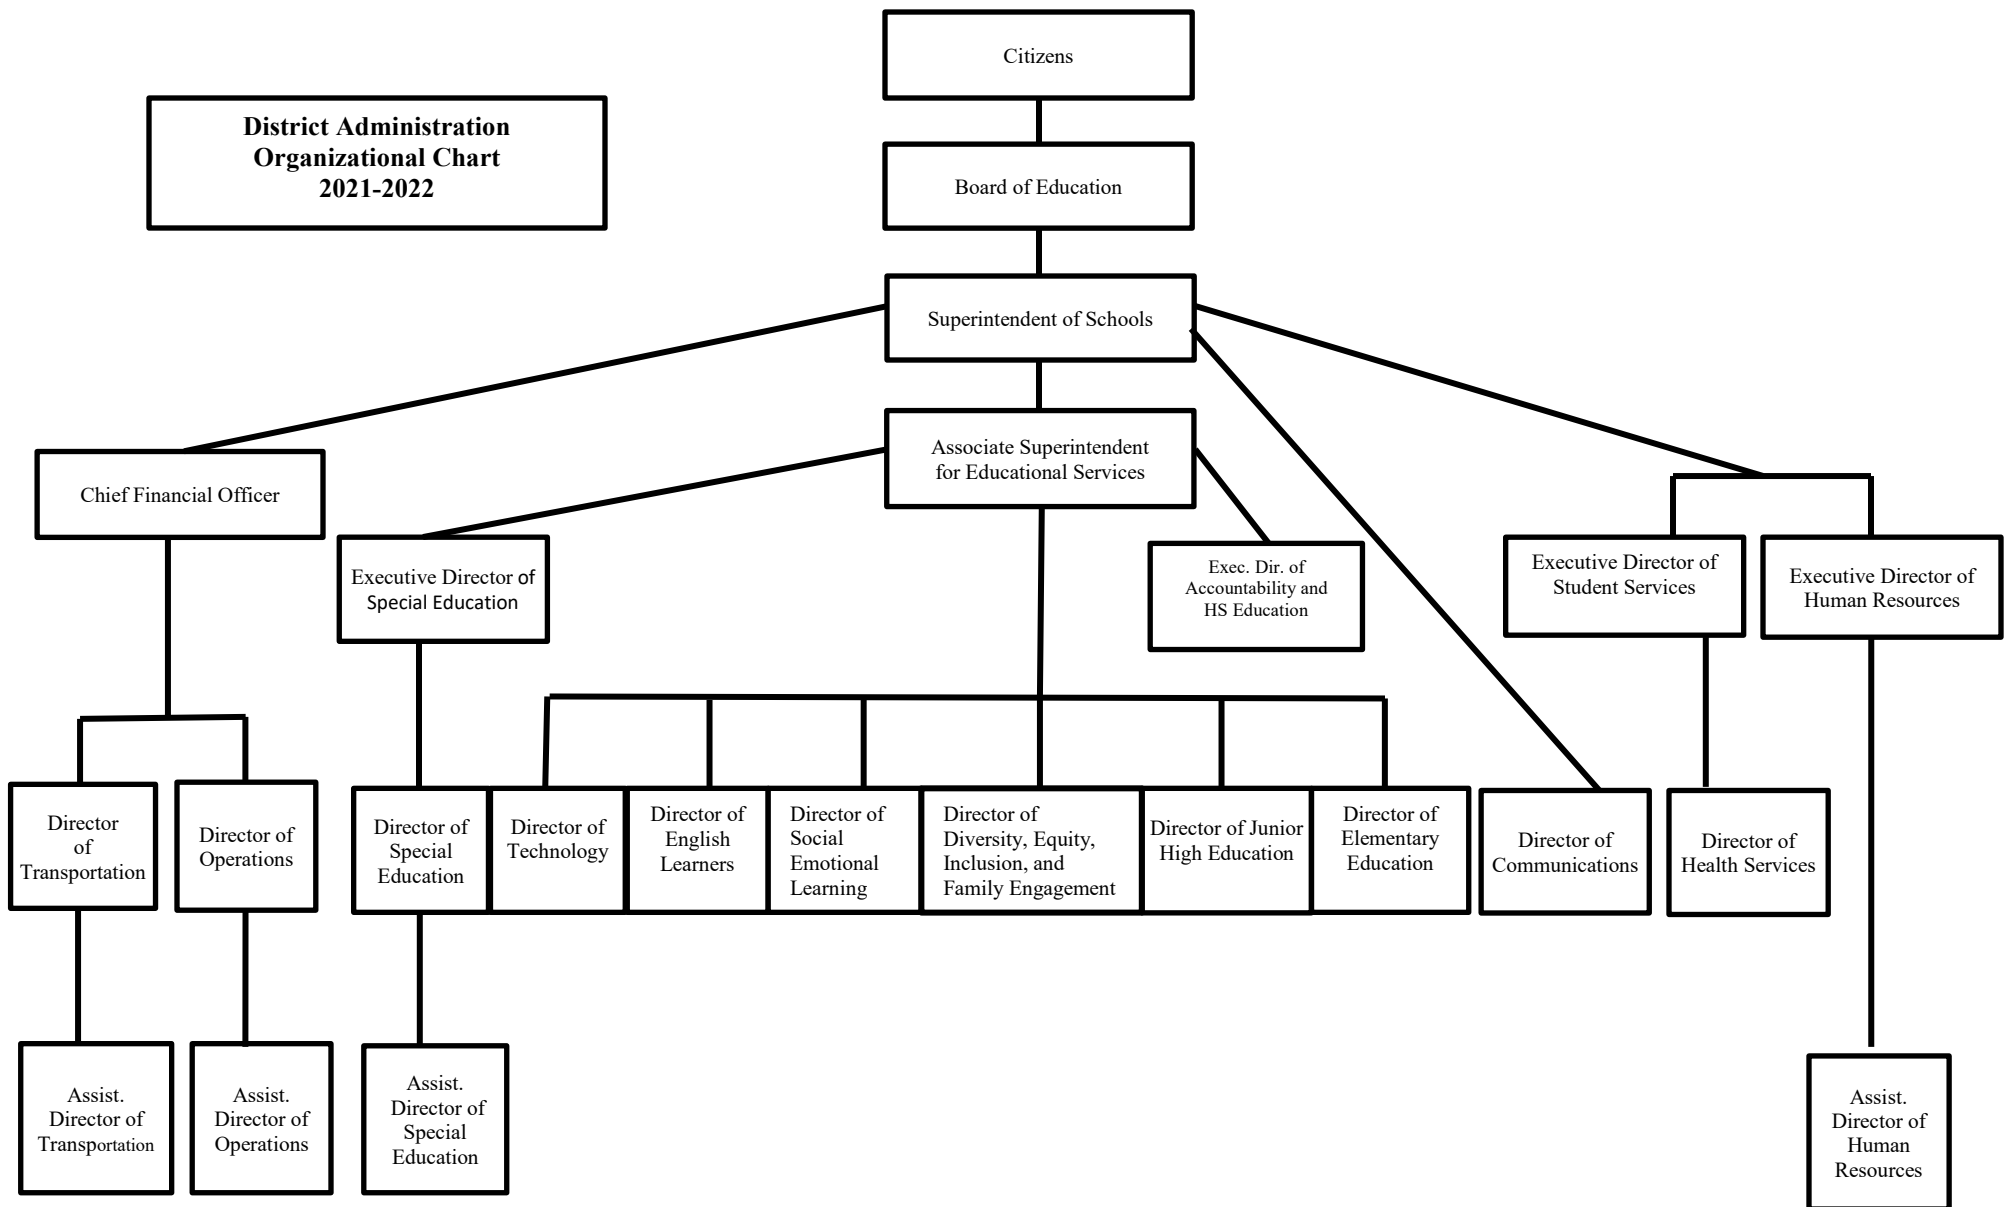 Citizens
District Administration
Organizational Chart
2021-2022
Board of Education
Superintendent of Schools
Associate Superintendent
for Educational Services
Chief Financial Officer
Executive Director of
Special Education
Exec. Dir. of
Accountability and
HS Education
Executive Director of
Student Services
Executive Director of
Human Resources
Director
of
Transportation
Director of
Operations
Director of
Special
Education
Director of
Technology
Director of
English
Learners
Director of
Social
Emotional
Learning
Director of
Diversity, Equity,
Inclusion, and
Family Engagement
Director of Junior
High Education
Director of
Elementary
Education
Director of
Communications
Director of
Health Services
Assist.
Director of
Transportation
Assist.
Director of
Operations
Assist.
Director of
Special
Education
Assist.
Director of
Human
Resources